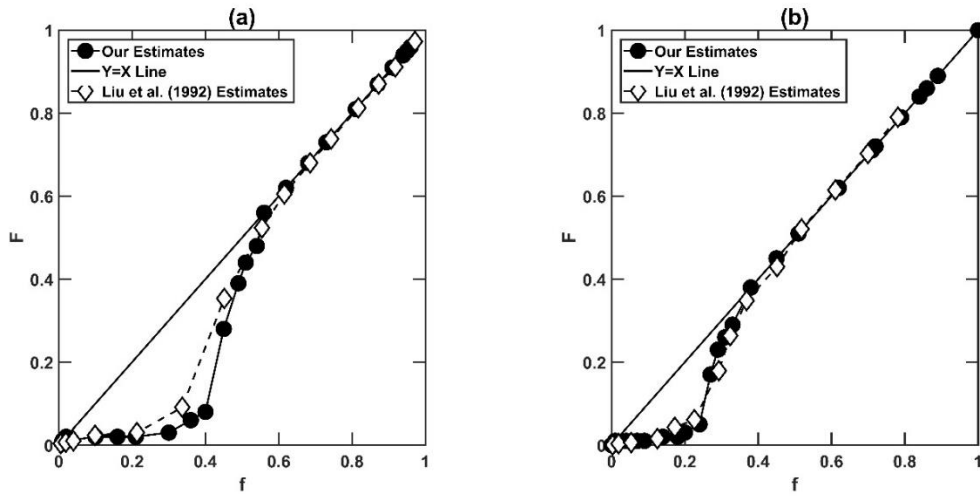 (a)
Our Estimates
Y=X Line
Liu et al. (1992) Estimates
1
0.8
0.6
0.4
0.2
0
F
0 0.2 0.4 0.6 0.8 1
f
(b)
Our Estimates
Y=X Line
Liu et al. (1992) Estimates
1
0.8
0.6
0.4
0.2
0
F
0 0.2 0.4 0.6 0.8 1
f